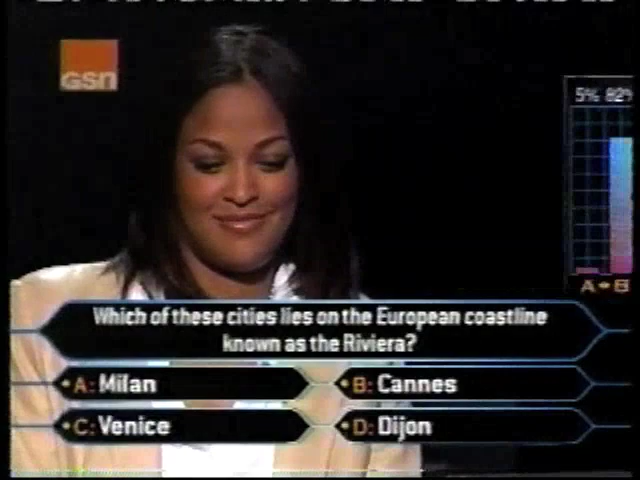 GSN
5% 82%
A B
Which of these cities lies on the European coastline
known as the Riviera?
A: Milan
B: Cannes
C: Venice
D: Dijon